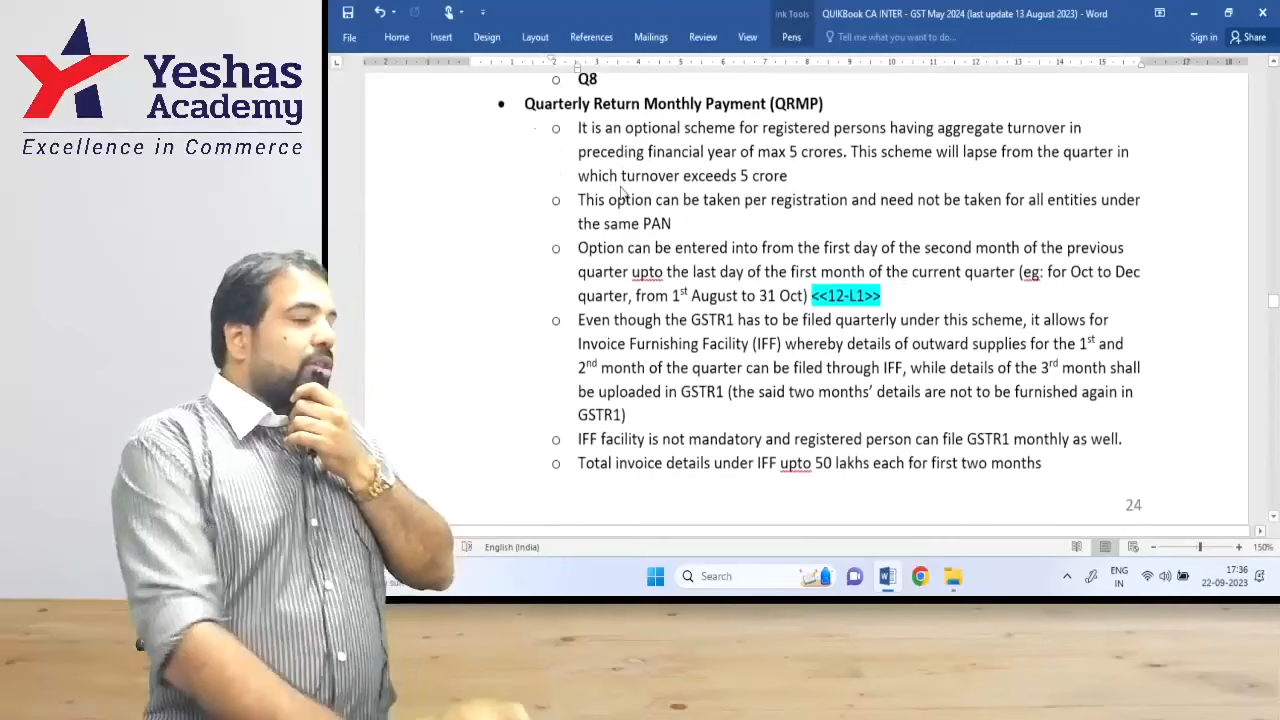 Yeshas
Academy
Excellence in Commerce
ink Tools
QUIKBook CA INTER - GST May 2024 (last update 13 August 2023) - Word
File Home Insert Design Layout References Mailings Review View Pens Tell me what you want to do... Sign in Share
o Q8
• Quarterly Return Monthly Payment (QRMP)
o It is an optional scheme for registered persons having aggregate turnover in
preceding financial year of max 5 crores. This scheme will lapse from the quarter in
which turnover exceeds 5 crore
o This option can be taken per registration and need not be taken for all entities under
the same PAN
o Option can be entered into from the first day of the second month of the previous
quarter upto the last day of the first month of the current quarter (eg: for Oct to Dec
quarter, from 1st August to 31 Oct) <<12-L1>>
o Even though the GSTR1 has to be filed quarterly under this scheme, it allows for
Invoice Furnishing Facility (IFF) whereby details of outward supplies for the 1st and
2nd month of the quarter can be filed through IFF, while details of the 3rd month shall
be uploaded in GSTR1 (the said two months' details are not to be furnished again in
GSTR1)
o IFF facility is not mandatory and registered person can file GSTR1 monthly as well.
o Total invoice details under IFF upto 50 lakhs each for first two months
24
English (India)
150%
Search
ENG
IN
17:36
22-09-2023